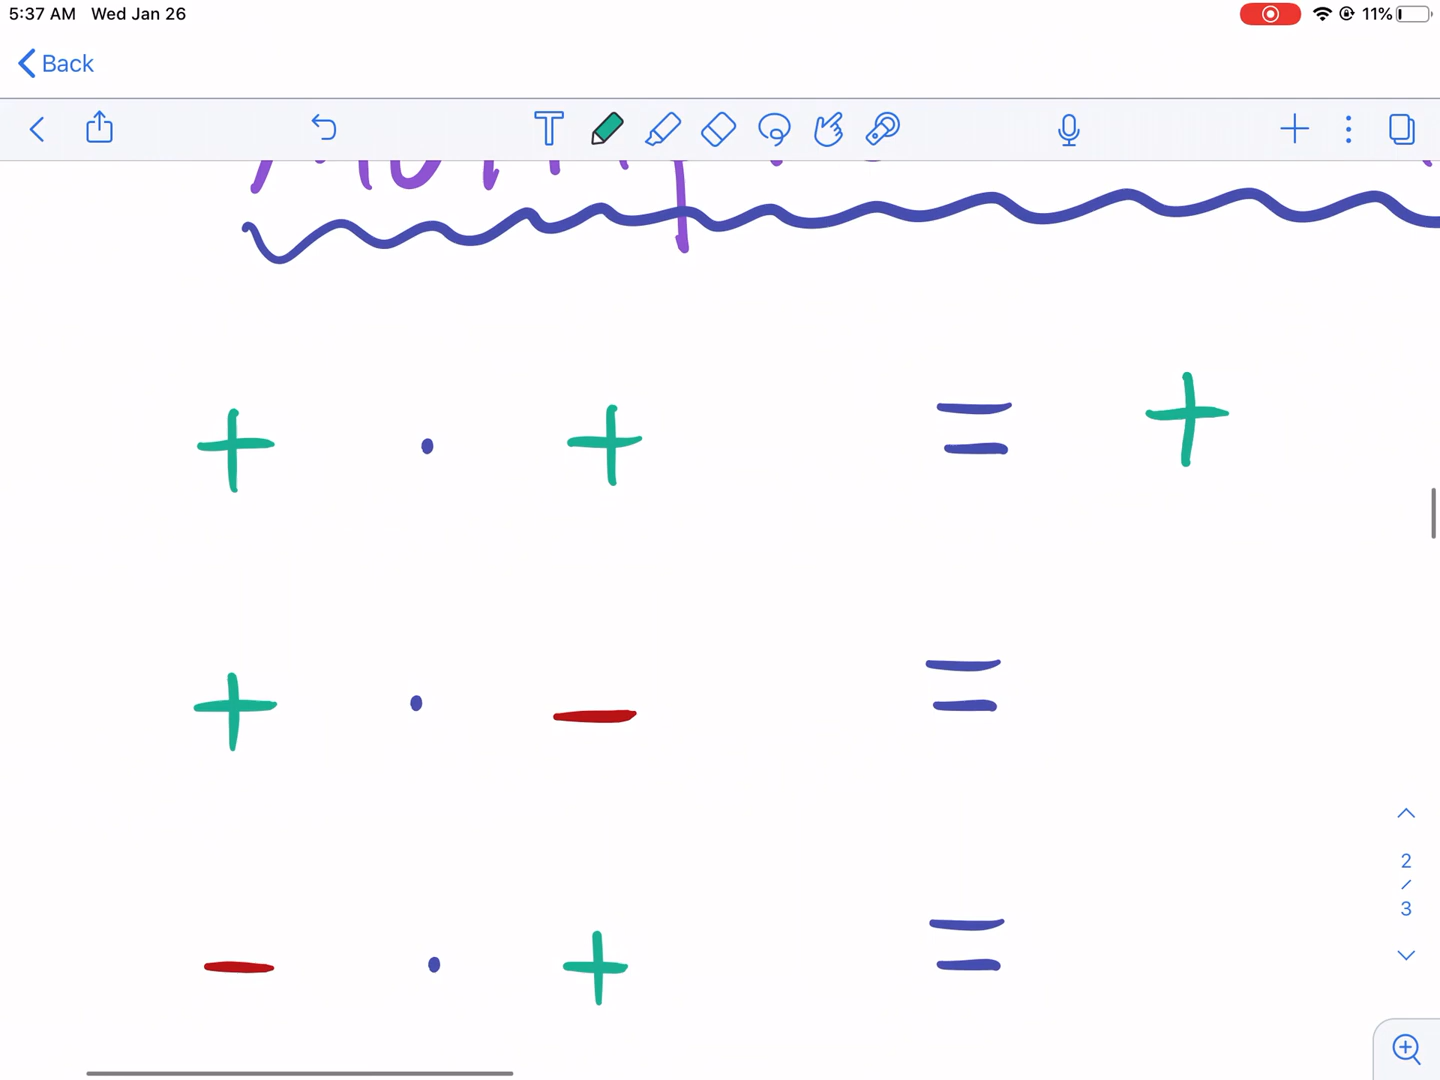 5:37 AM Wed Jan 26
11%
Back
+ · + = +
+ · − =
2
/
3
− · + =